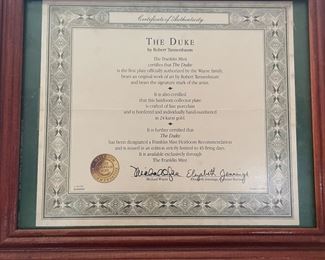 Certificate of Authenticity
THE DUKE
by Robert Tanenbaum
The Franklin Mint
certifies that The Duke
is the first plate officially authorized by the Wayne family,
bears an original work of art by Robert Tanenbaum
and bears the signature mark of the artist.
It is also certified
that this heirloom collector plate
is crafted of fine porcelain
and is bordered and individually hand-numbered
in 24 karat gold.
It is further certified that
The Duke
has been designated a Franklin Mint Heirloom Recommendation
and is issued in an edition strictly limited to 45 firing days.
It is available exclusively through
The Franklin Mint.
Michael Wayne
Elizabeth Jennings